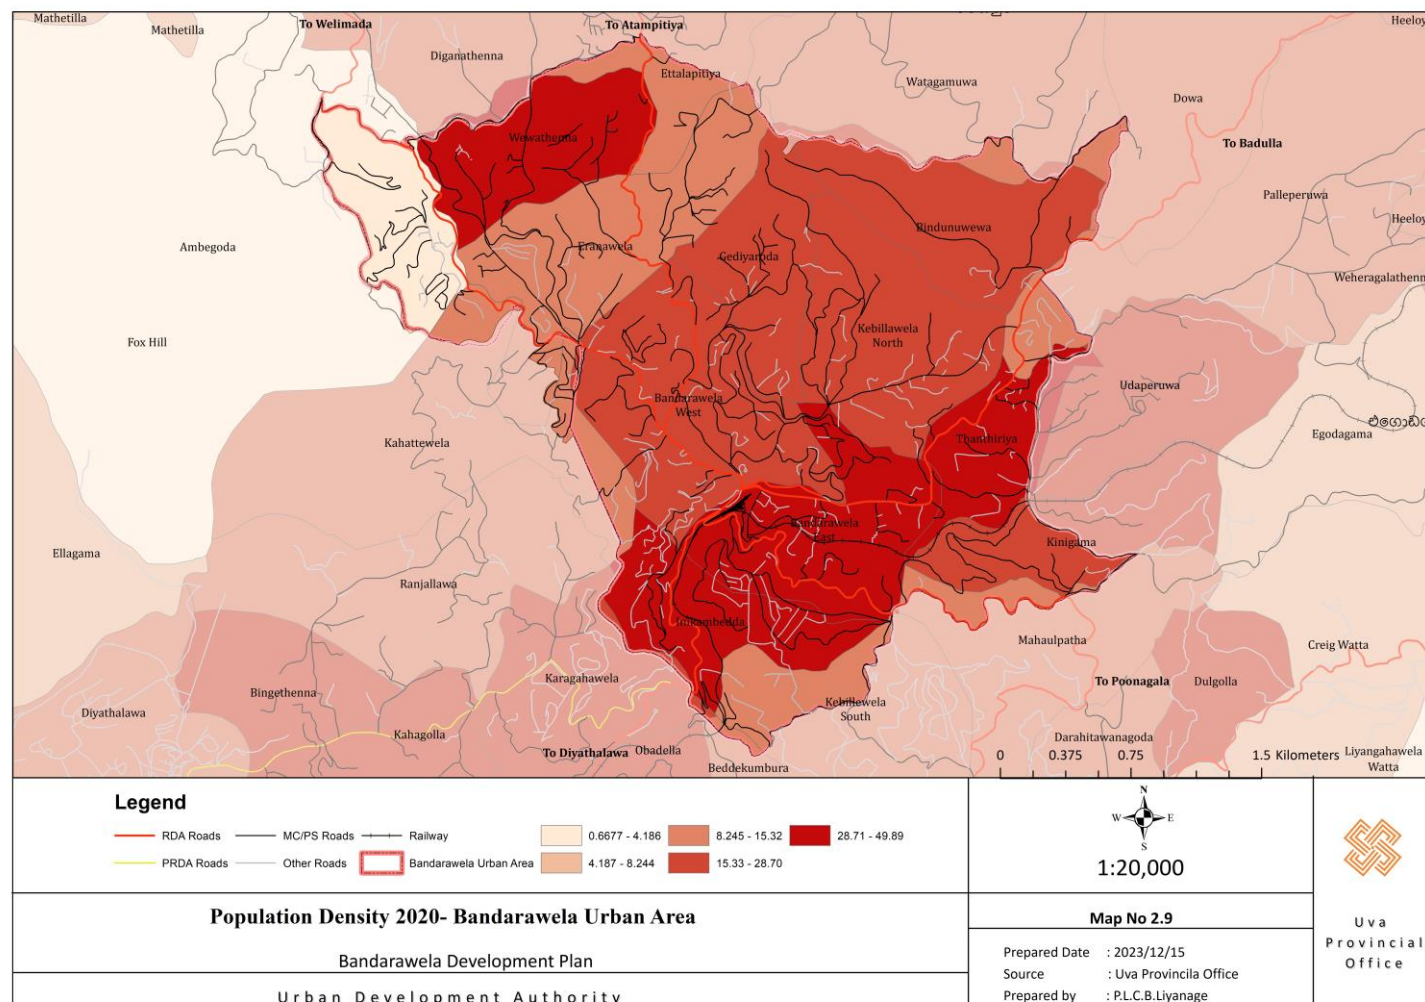 Mathetilla
Mathetilla
To Welimada
Diganathenna
To Atampitiya
Ettalapitiya
Watagamuwa
Heeloy
Dowa
To Badulla
Palleperuwa
Heeloy
Weheragalathenn
Wewathenna
Ambegoda
Eranawela
Gediyaroda
Bindunuwewa
Fox Hill
Kebillawela
North
Udaperuwa
Kahattewela
Bandarawela
West
Thanthiriya
Egodagama
Ellagama
Bandarawela
East
Kinigama
Ranjallawa
Inikambedda
Mahaulpatha
Creig Watta
Karagahawela
To Poonagala
Dulgolla
Bingethenna
Kebillewela
South
Diyathalawa
Kahagolla
To Diyathalawa
Obadella
Beddekumbura
Darahitawanagoda
0 0.375 0.75 1.5 Kilometers
Liyangahawela
Watta
Legend
RDA Roads
MC/PS Roads
Railway
PRDA Roads
Other Roads
Bandarawela Urban Area
0.6677 - 4.186
8.245 - 15.32
28.71 - 49.89
4.187 - 8.244
15.33 - 28.70
N
W E
S
1:20,000
Population Density 2020- Bandarawela Urban Area
Bandarawela Development Plan
Urban Development Authority
Map No 2.9
Prepared Date : 2023/12/15
Source : Uva Provincila Office
Prepared by : P.L.C.B.Liyanage
Uva
Provincial
Office